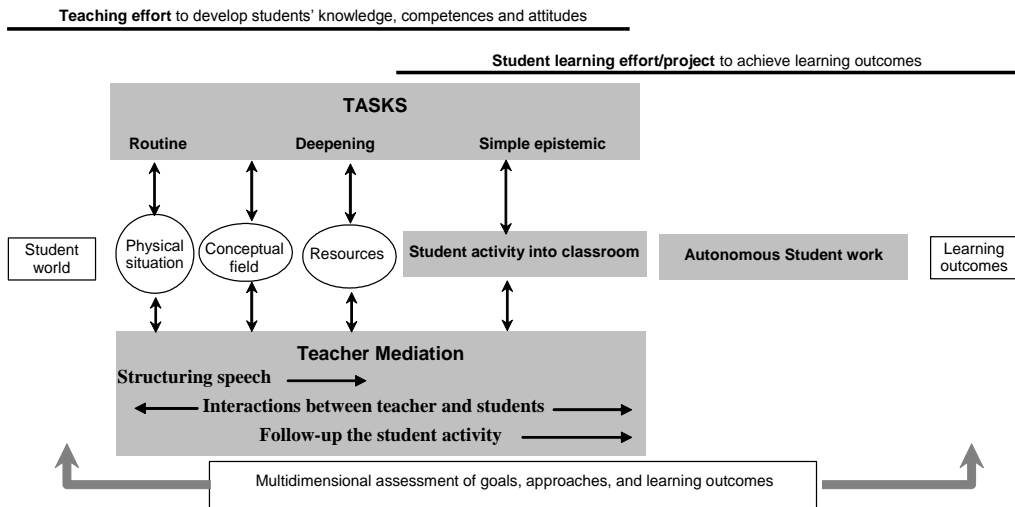 Teaching effort to develop students' knowledge, competences and attitudes
Student learning effort/project to achieve learning outcomes
TASKS
Routine Deepening Simple epistemic
Student
world
Physical
situation
Conceptual
field
Resources
Student activity into classroom
Autonomous Student work
Learning
outcomes
Teacher Mediation
Structuring speech
Interactions between teacher and students
Follow-up the student activity
Multidimensional assessment of goals, approaches, and learning outcomes